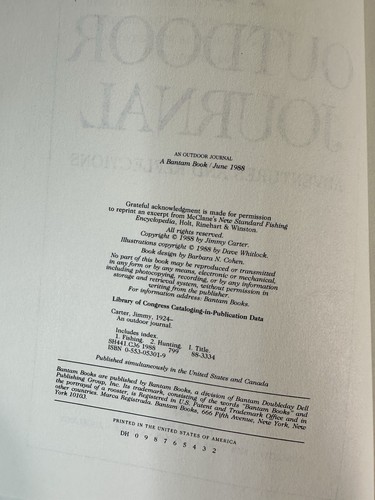 AN OUTDOOR JOURNAL
A Bantam Book / June 1988
Grateful acknowledgment is made for permission
to reprint an excerpt from McClane's New Standard Fishing
Encyclopedia, Holt, Rinehart & Winston.
All rights reserved.
Copyright © 1988 by Jimmy Carter.
Illustrations copyright © 1988 by Dave Whitlock.
Book design by Barbara N. Cohen.
No part of this book may be reproduced or transmitted
in any form or by any means, electronic or mechanical,
including photocopying, recording, or by any information
storage and retrieval system, without permission in
writing from the publisher.
For information address: Bantam Books.
Library of Congress Cataloging-in-Publication Data
Carter, Jimmy, 1924–
An outdoor journal.
Includes index.
1. Fishing. 2. Hunting. 1. Title.
SH441.C36 1988 799 88-3334
ISBN 0-553-05301-9
Published simultaneously in the United States and Canada
Bantam Books are published by Bantam Books, a division of Bantam Doubleday Dell
Publishing Group, Inc. Its trademark, consisting of the words "Bantam Books" and
the portrayal of a rooster, is Registered in U.S. Patent and Trademark Office and in
other countries. Marca Registrada. Bantam Books, 666 Fifth Avenue, New York, New
York 10103.
PRINTED IN THE UNITED STATES OF AMERICA
DH 0 9 8 7 6 5 4 3 2